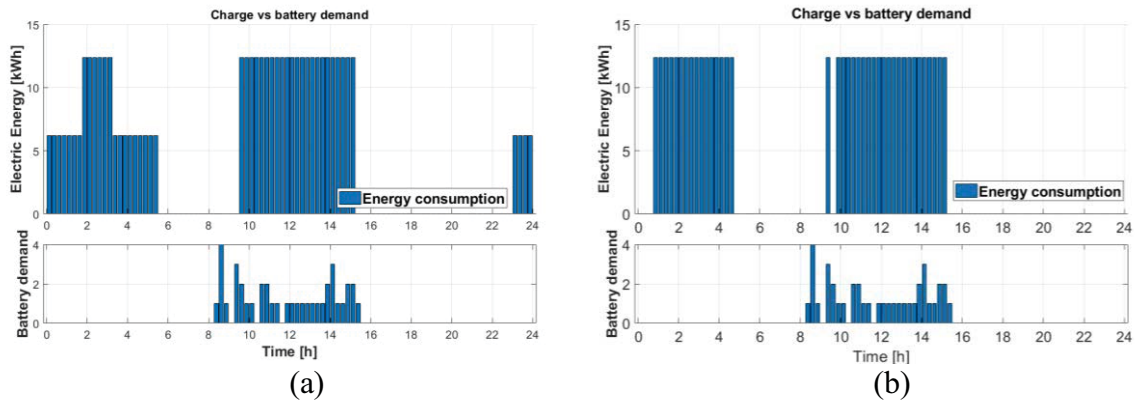 Charge vs battery demand
Electric Energy [kWh]
15
10
5
0
0 2 4 6 8 10 12 14 16 18 20 22 24
Energy consumption
Battery demand
4
2
0
0 2 4 6 8 10 12 14 16 18 20 22 24
Time [h]
(a)
Charge vs battery demand
Electric Energy [kWh]
15
10
5
0
0 2 4 6 8 10 12 14 16 18 20 22 24
Energy consumption
Battery demand
4
2
0
0 2 4 6 8 10 12 14 16 18 20 22 24
Time [h]
(b)